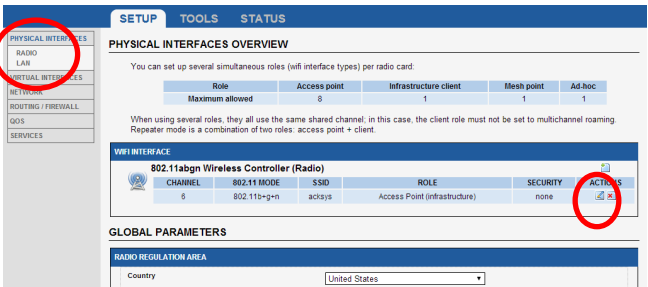 SETUP TOOLS STATUS
PHYSICAL INTERFACES
RADIO
LAN
VIRTUAL INTERFACES
NETWORK
ROUTING / FIREWALL
QOS
SERVICES
PHYSICAL INTERFACES OVERVIEW
You can set up several simultaneous roles (wifi interface types) per radio card:
Role Access point Infrastructure client Mesh point Ad-hoc
Maximum allowed 8 1 1 1
When using several roles, they all use the same shared channel; in this case, the client role must not be set to multichannel roaming.
Repeater mode is a combination of two roles: access point + client.
WIFI INTERFACE
802.11abgn Wireless Controller (Radio)
CHANNEL 802.11 MODE SSID ROLE SECURITY ACTIONS
6 802.11b+g+n acksys Access Point (infrastructure) none
GLOBAL PARAMETERS
RADIO REGULATION AREA
Country United States